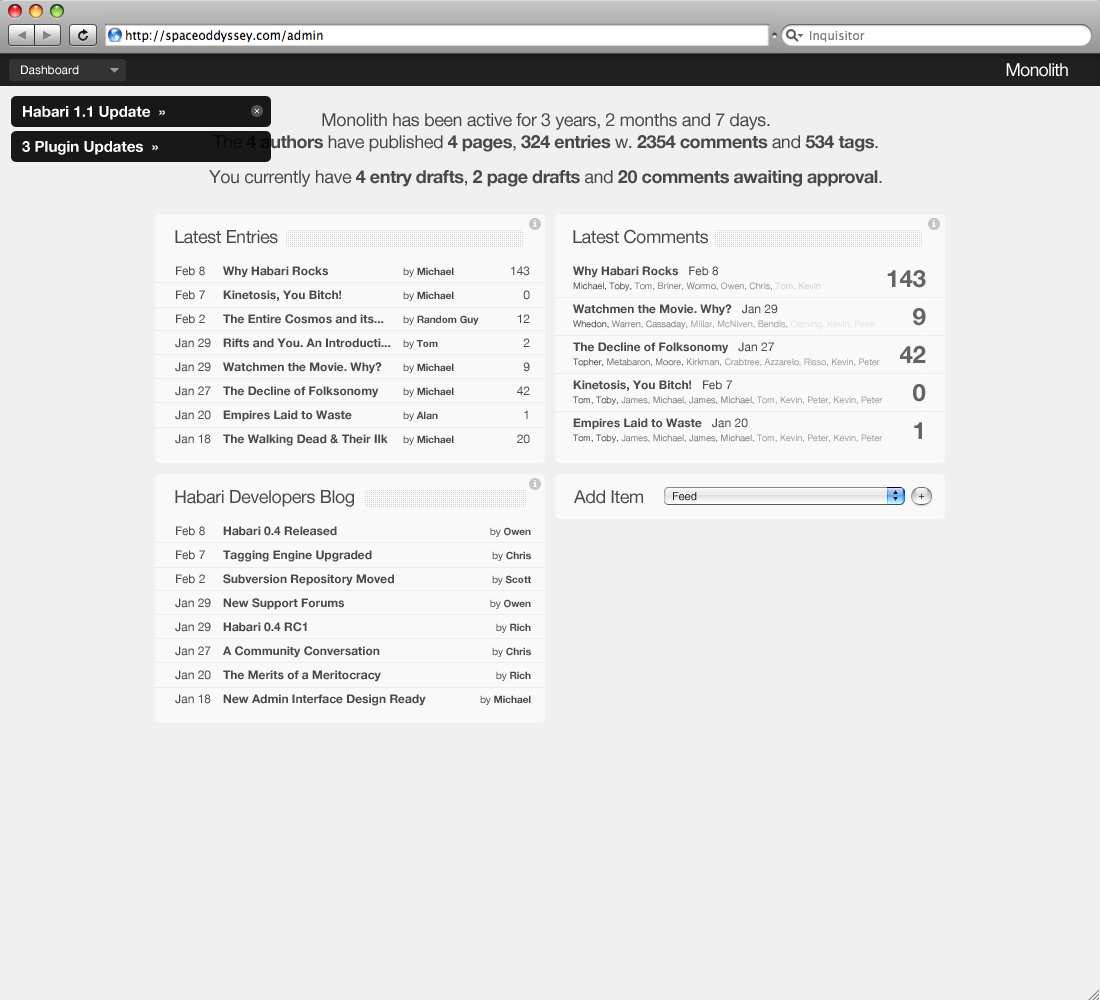 http://spaceoddyssey.com/admin
Inquisitor
Dashboard
Monolith
Habari 1.1 Update »
3 Plugin Updates »
Monolith has been active for 3 years, 2 months and 7 days.
The 4 authors have published 4 pages, 324 entries w. 2354 comments and 534 tags.
You currently have 4 entry drafts, 2 page drafts and 20 comments awaiting approval.
Latest Entries
Feb 8 Why Habari Rocks by Michael 143
Feb 7 Kinetosis, You Bitch! by Michael 0
Feb 2 The Entire Cosmos and its... by Random Guy 12
Jan 29 Rifts and You. An Introducti... by Tom 2
Jan 29 Watchmen the Movie. Why? by Michael 9
Jan 27 The Decline of Folksonomy by Michael 42
Jan 20 Empires Laid to Waste by Alan 1
Jan 18 The Walking Dead & Their Ilk by Michael 20
Latest Comments
Why Habari Rocks Feb 8 143
Michael, Toby, Tom, Briner, Wormo, Owen, Chris, Tom, Kevin
Watchmen the Movie. Why? Jan 29 9
Whedon, Warren, Cassaday, Millar, McNiven, Bendis, Kevin, Peter
The Decline of Folksonomy Jan 27 42
Topher, Metabaron, Moore, Kirkman, Crabtree, Azzarelo, Risso, Kevin, Peter
Kinetosis, You Bitch! Feb 7 0
Tom, Toby, James, Michael, James, Michael, Tom, Kevin, Peter, Kevin, Peter
Empires Laid to Waste Jan 20 1
Tom, Toby, James, Michael, James, Michael, Tom, Kevin, Peter, Kevin, Peter
Habari Developers Blog
Feb 8 Habari 0.4 Released by Owen
Feb 7 Tagging Engine Upgraded by Chris
Feb 2 Subversion Repository Moved by Scott
Jan 29 New Support Forums by Owen
Jan 29 Habari 0.4 RC1 by Rich
Jan 27 A Community Conversation by Chris
Jan 20 The Merits of a Meritocracy by Rich
Jan 18 New Admin Interface Design Ready by Michael
Add Item Feed +